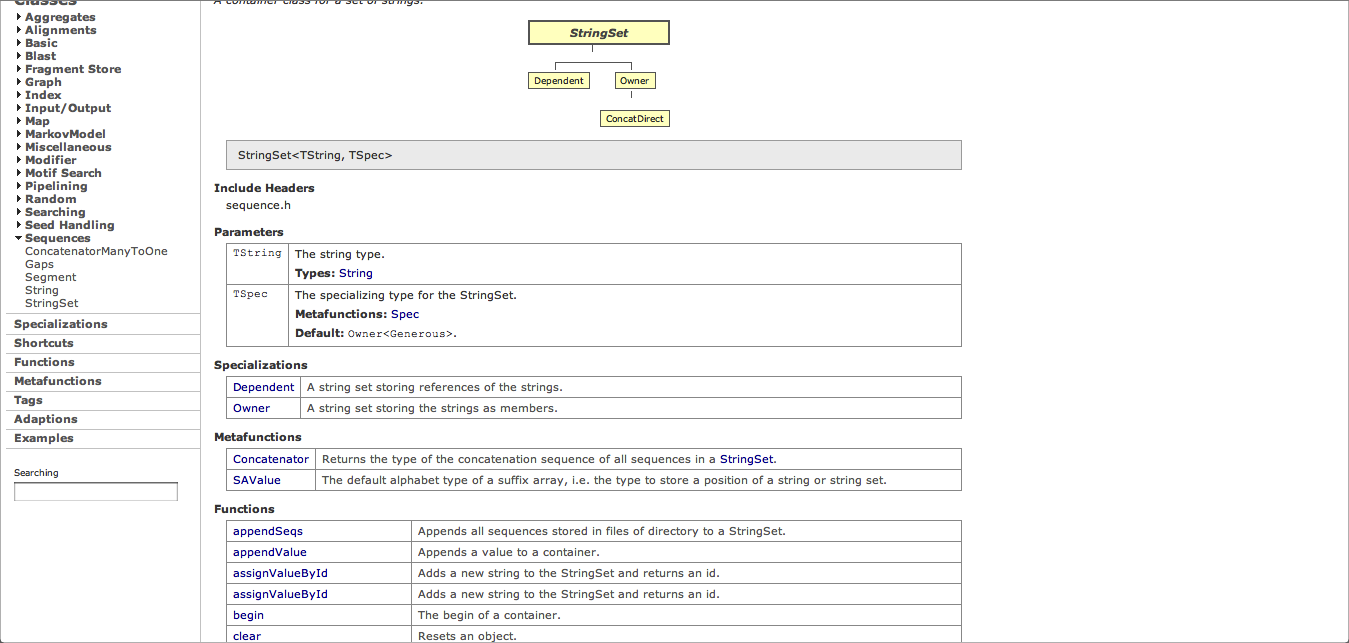 Classes
Aggregates
Alignments
Basic
Blast
Fragment Store
Graph
Index
Input/Output
Map
MarkovModel
Miscellaneous
Modifier
Motif Search
Pipelining
Random
Searching
Seed Handling
Sequences
ConcatenatorManyToOne
Gaps
Segment
String
StringSet
Specializations
Shortcuts
Functions
Metafunctions
Tags
Adaptions
Examples
Searching
A container class for a set of strings.
StringSet
Dependent Owner
ConcatDirect
StringSet<TString, TSpec>
Include Headers
sequence.h
Parameters
TString The string type.
Types: String
TSpec The specializing type for the StringSet.
Metafunctions: Spec
Default: Owner<Generous>.
Specializations
Dependent A string set storing references of the strings.
Owner A string set storing the strings as members.
Metafunctions
Concatenator Returns the type of the concatenation sequence of all sequences in a StringSet.
SAValue The default alphabet type of a suffix array, i.e. the type to store a position of a string or string set.
Functions
appendSeqs Appends all sequences stored in files of directory to a StringSet.
appendValue Appends a value to a container.
assignValueById Adds a new string to the StringSet and returns an id.
assignValueById Adds a new string to the StringSet and returns an id.
begin The begin of a container.
clear Resets an object.